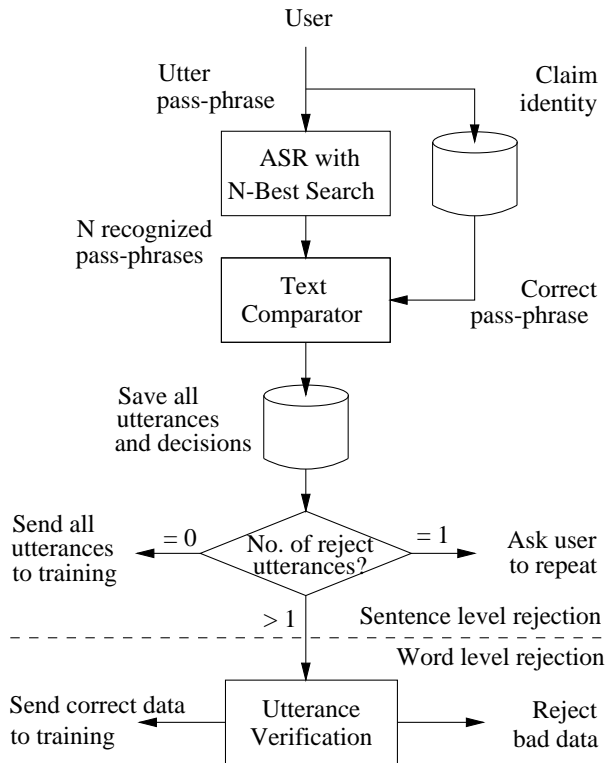 User
Utter
pass-phrase
Claim
identity
ASR with
N-Best Search
N recognized
pass-phrases
Text
Comparator
Correct
pass-phrase
Save all
utterances
and decisions
Send all
utterances
to training
= 0
No. of reject
utterances?
= 1
Ask user
to repeat
> 1
Sentence level rejection
Word level rejection
Send correct data
to training
Utterance
Verification
Reject
bad data